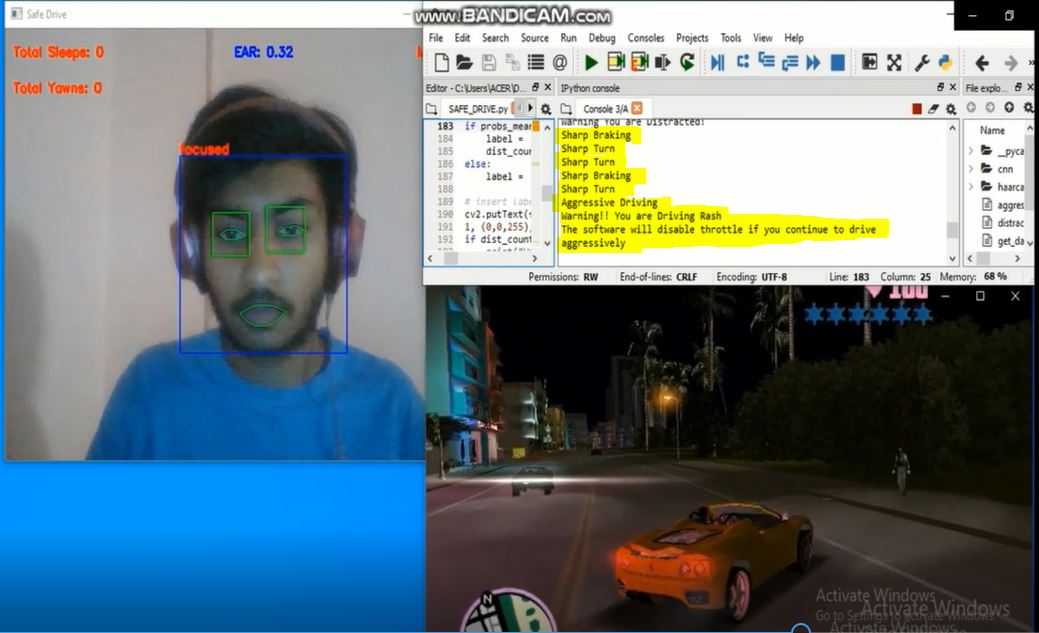 Safe Drive
www.BANDICAM.com
Total Sleeps: 0
EAR: 0.32
Total Yawns: 0
focused
File Edit Search Source Run Debug Consoles Projects Tools View Help
Editor - C:\Users\ACER\D...
IPython console
File explo...
SAFE_DRIVE.py
Console 3/A
183 if probs_mea
184 label =
185 dist_cour
186 else:
187 label =
188
189 # insert label
190 cv2.putText(
191 1, (0,0,255),
192 if dist_count
Warning You are Distracted!
Sharp Braking
Sharp Turn
Sharp Turn
Sharp Braking
Sharp Turn
Aggressive Driving
Warning!! You are Driving Rash
The software will disable throttle if you continue to drive
aggressively
Name
__pyca
cnn
haarca
aggres
distrac
get_da
Permissions: RW End-of-lines: CRLF Encoding: UTF-8 Line: 183 Column: 25 Memory: 68 %
100
N
Activate Windows
Go to Settings to activate Windows.
Activate Windows
Activate Windows